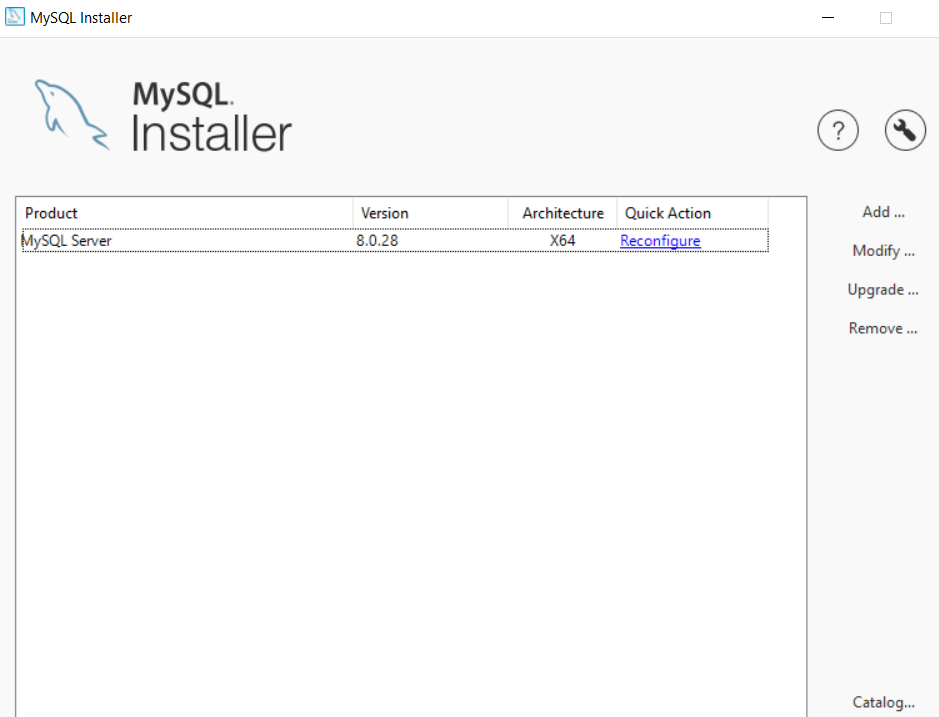 MySQL Installer
MySQL.
Installer
?
Product Version Architecture Quick Action
MySQL Server 8.0.28 X64 Reconfigure
Add ...
Modify ...
Upgrade ...
Remove ...
Catalog...